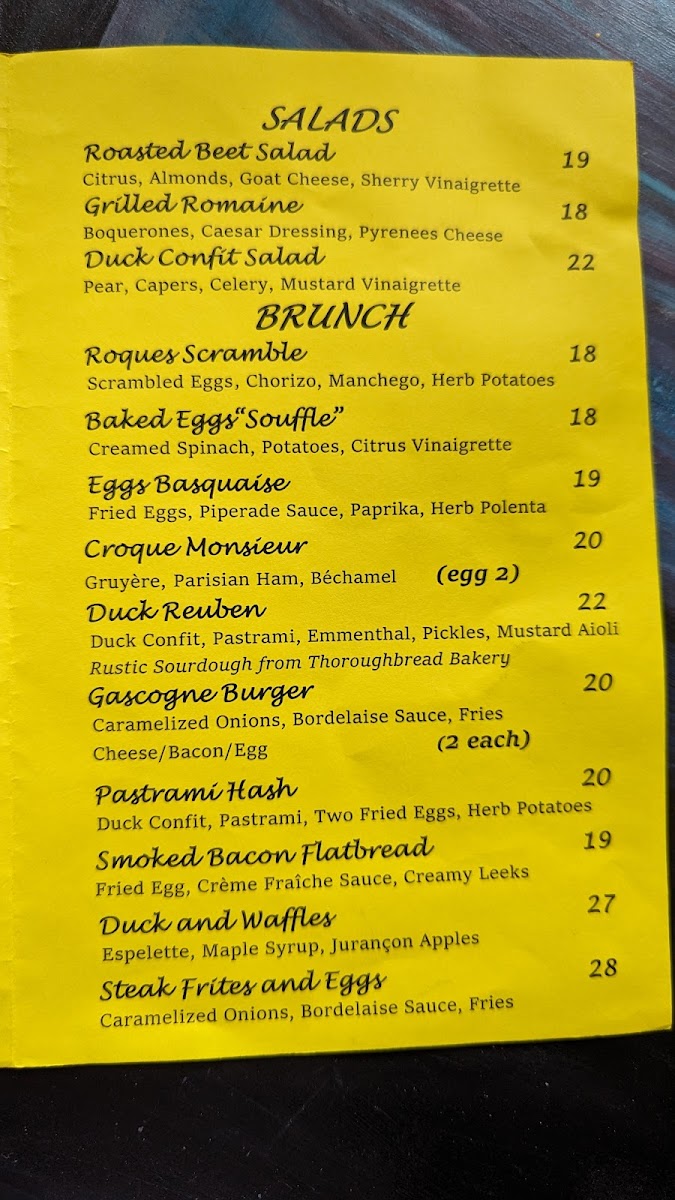 SALADS
Roasted Beet Salad 19
Citrus, Almonds, Goat Cheese, Sherry Vinaigrette
Grilled Romaine 18
Boquerones, Caesar Dressing, Pyrenees Cheese
Duck Confit Salad 22
Pear, Capers, Celery, Mustard Vinaigrette
BRUNCH
Roques Scramble 18
Scrambled Eggs, Chorizo, Manchego, Herb Potatoes
Baked Eggs“Souffle” 18
Creamed Spinach, Potatoes, Citrus Vinaigrette
Eggs Basquaise 19
Fried Eggs, Piperade Sauce, Paprika, Herb Polenta
Croque Monsieur 20
Gruyère, Parisian Ham, Béchamel (egg 2)
Duck Reuben 22
Duck Confit, Pastrami, Emmenthal, Pickles, Mustard Aioli
Rustic Sourdough from Thoroughbread Bakery
Gascogne Burger 20
Caramelized Onions, Bordelaise Sauce, Fries
Cheese/Bacon/Egg (2 each)
Pastrami Hash 20
Duck Confit, Pastrami, Two Fried Eggs, Herb Potatoes
Smoked Bacon Flatbread 19
Fried Egg, Crème Fraîche Sauce, Creamy Leeks
Duck and Waffles 27
Espelette, Maple Syrup, Jurançon Apples
Steak Frites and Eggs 28
Caramelized Onions, Bordelaise Sauce, Fries